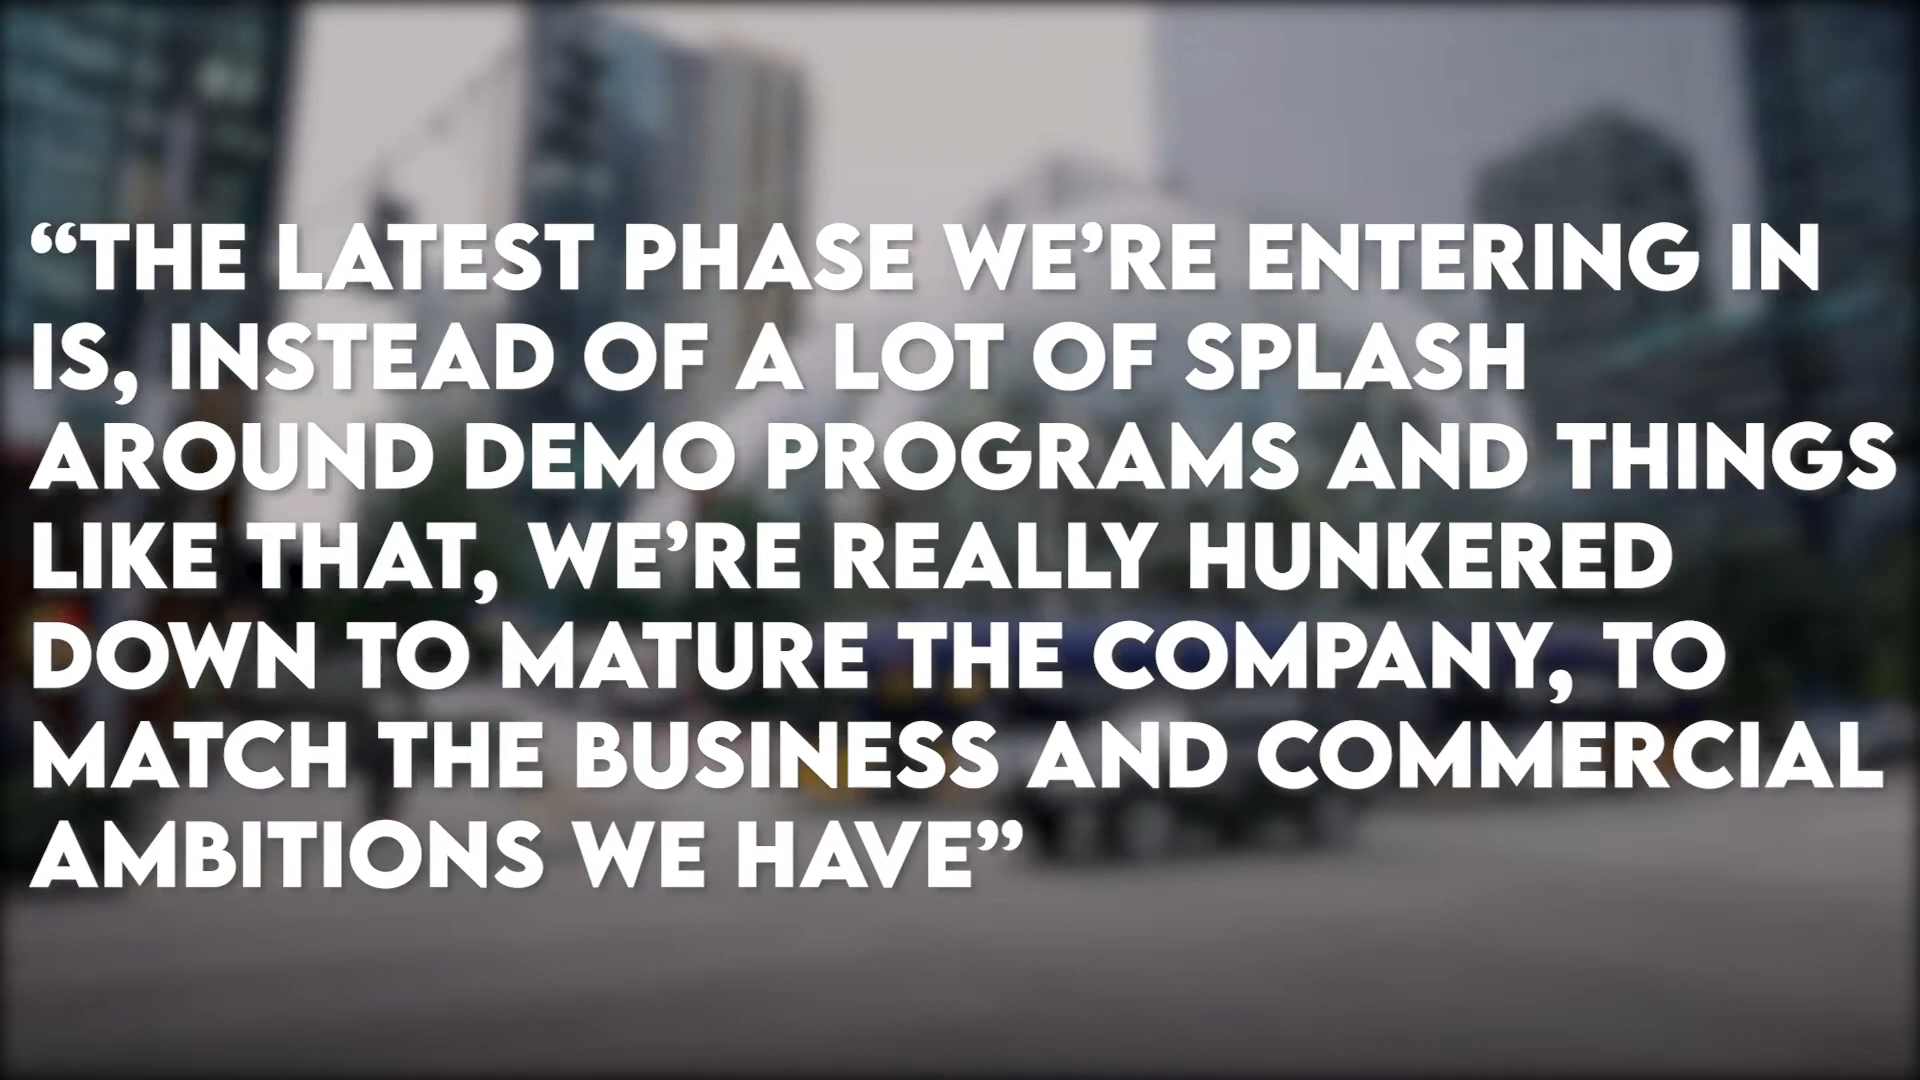 “THE LATEST PHASE WE’RE ENTERING IN
IS, INSTEAD OF A LOT OF SPLASH
AROUND DEMO PROGRAMS AND THINGS
LIKE THAT, WE’RE REALLY HUNKERED
DOWN TO MATURE THE COMPANY, TO
MATCH THE BUSINESS AND COMMERCIAL
AMBITIONS WE HAVE”